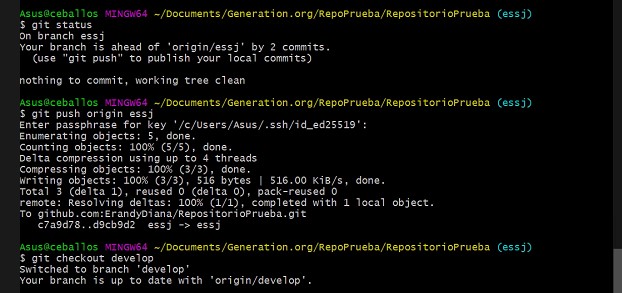 Asus@ceballos MINGW64 ~/Documents/Generation.org/RepoPrueba/RepositorioPrueba (essj)
$ git status
On branch essj
Your branch is ahead of 'origin/essj' by 2 commits.
  (use "git push" to publish your local commits)

nothing to commit, working tree clean

Asus@ceballos MINGW64 ~/Documents/Generation.org/RepoPrueba/RepositorioPrueba (essj)
$ git push origin essj
Enter passphrase for key '/c/Users/Asus/.ssh/id_ed25519':
Enumerating objects: 5, done.
Counting objects: 100% (5/5), done.
Delta compression using up to 4 threads
Compressing objects: 100% (3/3), done.
Writing objects: 100% (3/3), 516 bytes | 516.00 KiB/s, done.
Total 3 (delta 1), reused 0 (delta 0), pack-reused 0
remote: Resolving deltas: 100% (1/1), completed with 1 local object.
To github.com:ErandyDiana/RepositorioPrueba.git
   c7a9d78..d9cb9d2  essj -> essj

Asus@ceballos MINGW64 ~/Documents/Generation.org/RepoPrueba/RepositorioPrueba (essj)
$ git checkout develop
Switched to branch 'develop'
Your branch is up to date with 'origin/develop'.